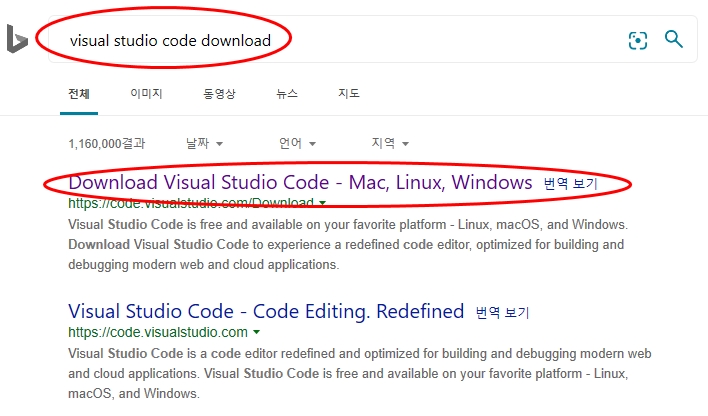 visual studio code download
전체 이미지 동영상 뉴스 지도
1,160,000결과 날짜 언어 지역
Download Visual Studio Code - Mac, Linux, Windows 번역 보기
https://code.visualstudio.com/Download
Visual Studio Code is free and available on your favorite platform - Linux, macOS, and Windows.
Download Visual Studio Code to experience a redefined code editor, optimized for building and
debugging modern web and cloud applications.
Visual Studio Code - Code Editing. Redefined 번역 보기
https://code.visualstudio.com
Visual Studio Code is a code editor redefined and optimized for building and debugging modern web
and cloud applications. Visual Studio Code is free and available on your favorite platform - Linux,
macOS, and Windows.